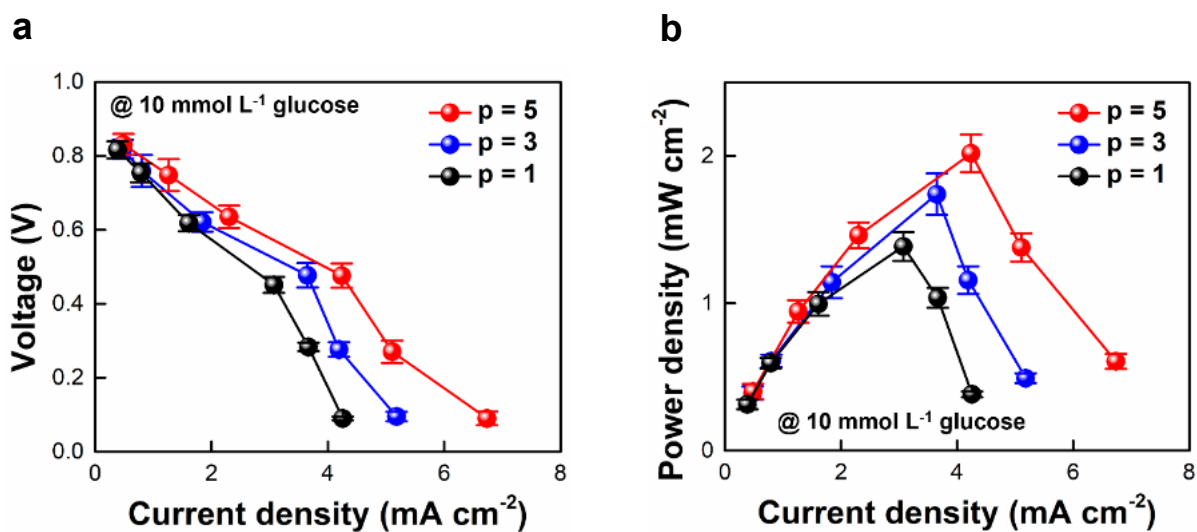 a
@ 10 mmol L⁻¹ glucose
p = 5
p = 3
p = 1
1.0
0.8
0.6
0.4
0.2
0.0
0 2 4 6 8
Voltage (V)
Current density (mA cm⁻²)
b
p = 5
p = 3
p = 1
@ 10 mmol L⁻¹ glucose
2
1
0
0 2 4 6 8
Power density (mW cm⁻²)
Current density (mA cm⁻²)